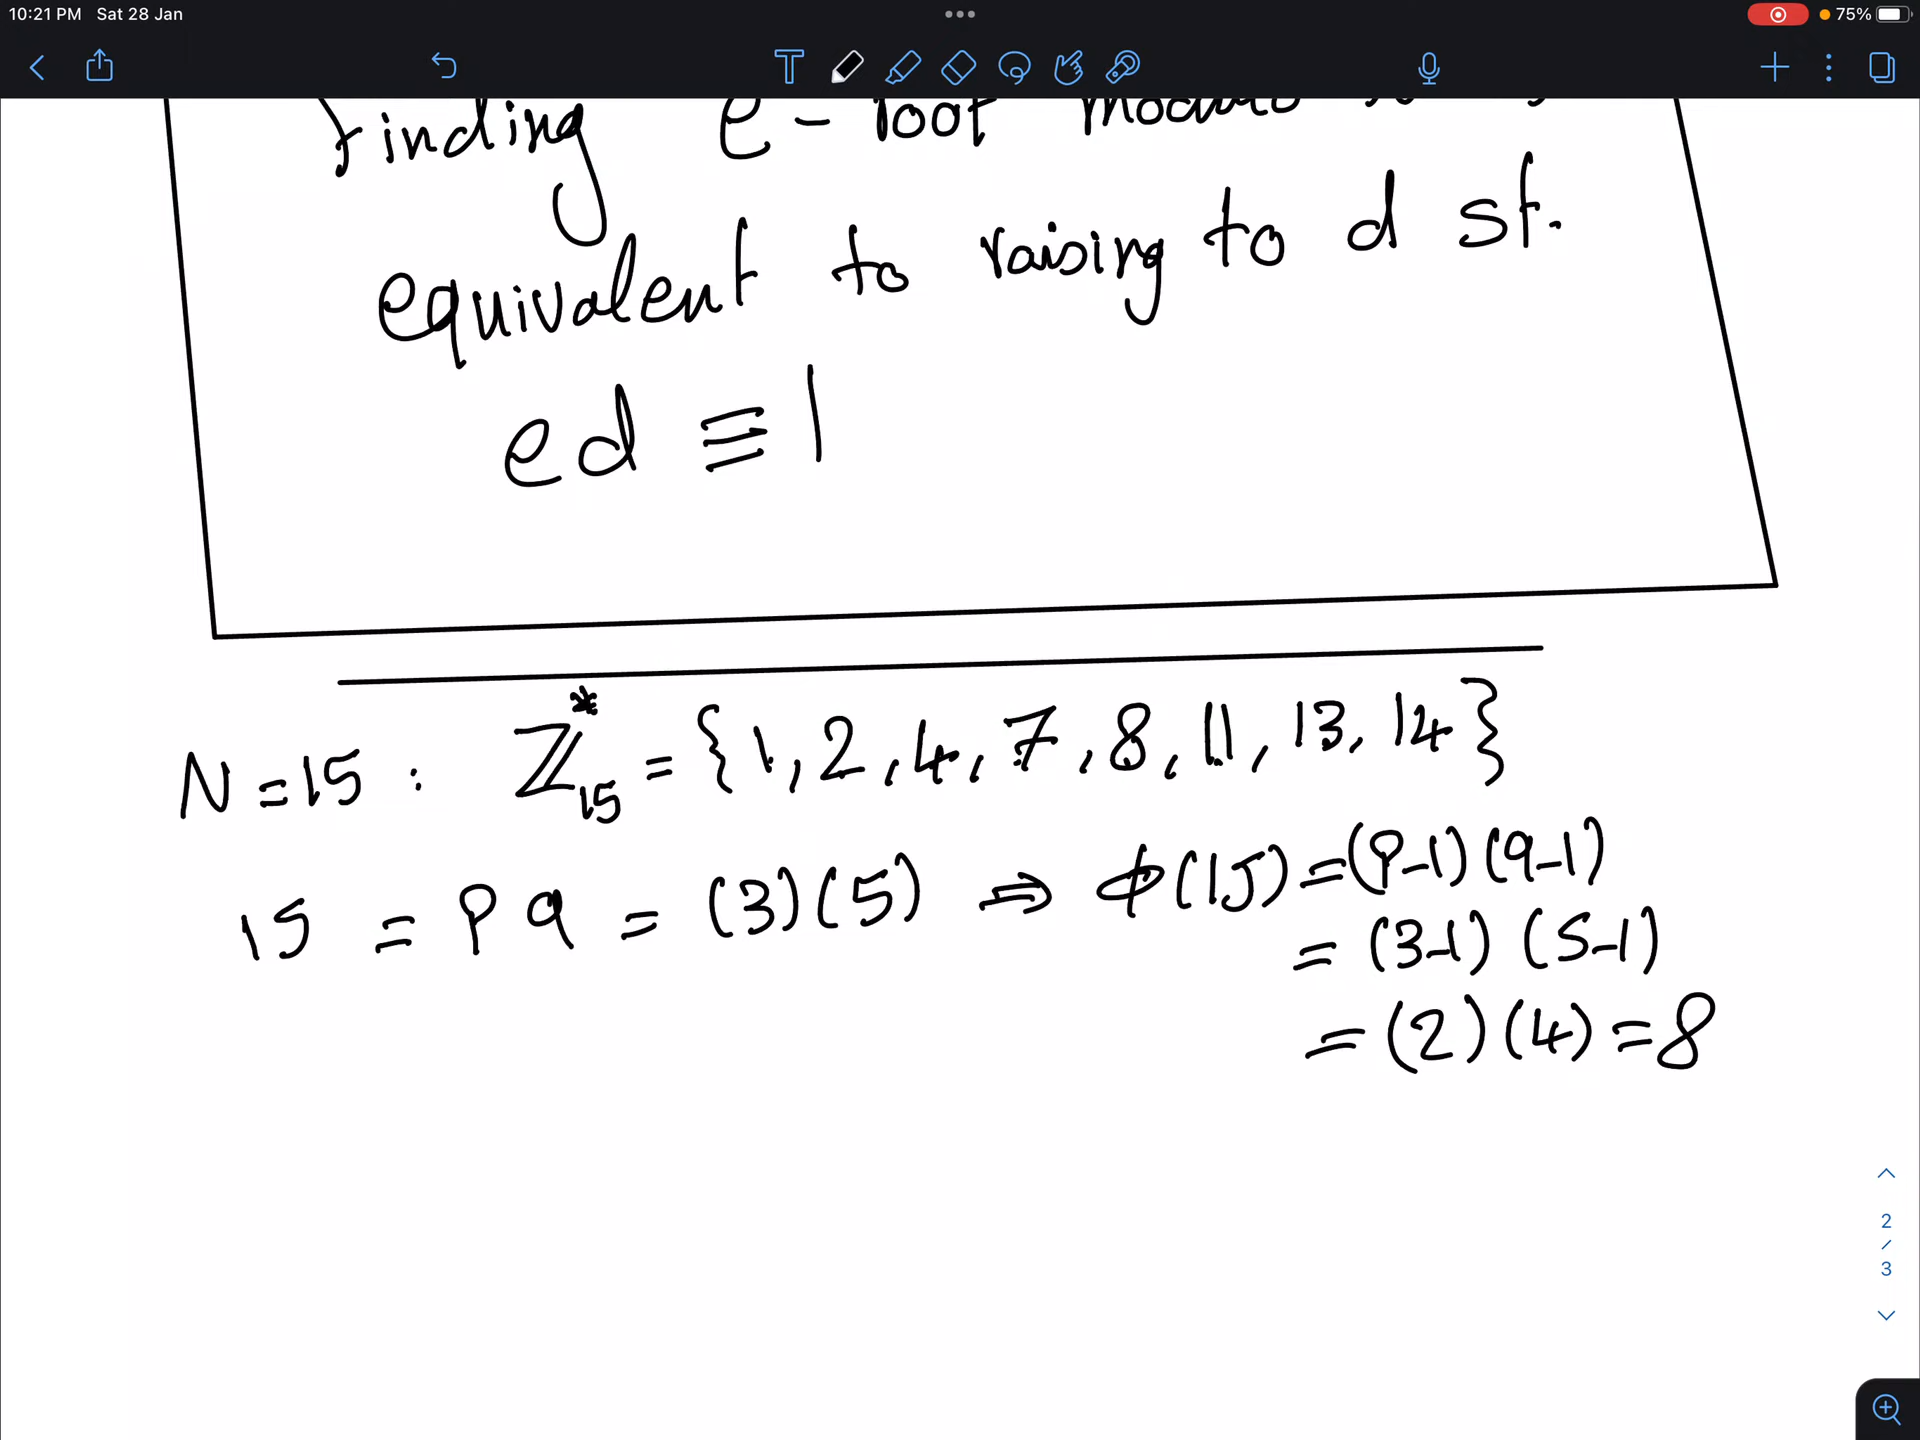 10:21 PM Sat 28 Jan
75%
Finding e-root modulo
equivalent to raising to d st.
ed ≡ 1
N=15 : ℤ*₁₅ = {1, 2, 4, 7, 8, 11, 13, 14}
15 = pq = (3)(5) ⇒ ϕ(15) = (p-1)(q-1)
= (3-1) (5-1)
= (2)(4) = 8
2
/
3